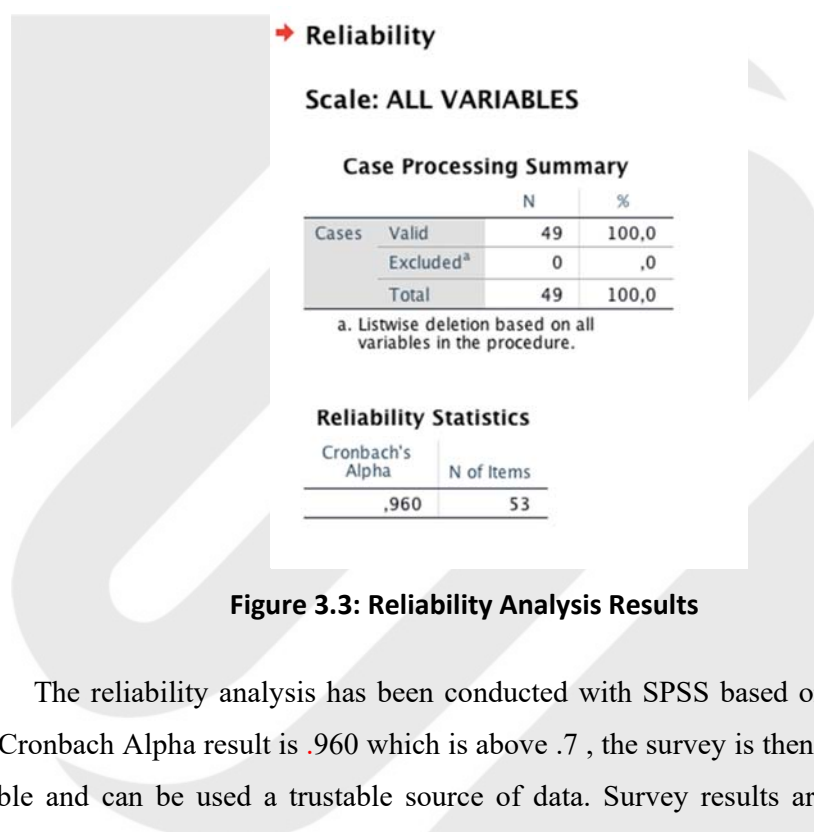 Reliability
Scale: ALL VARIABLES
Case Processing Summary
N %
Cases Valid 49 100,0
Excludedª 0 ,0
Total 49 100,0
a. Listwise deletion based on all
variables in the procedure.
Reliability Statistics
Cronbach's
Alpha N of Items
,960 53
Figure 3.3: Reliability Analysis Results
The reliability analysis has been conducted with SPSS based o
Cronbach Alpha result is .960 which is above .7 , the survey is then
ble and can be used a trustable source of data. Survey results ar